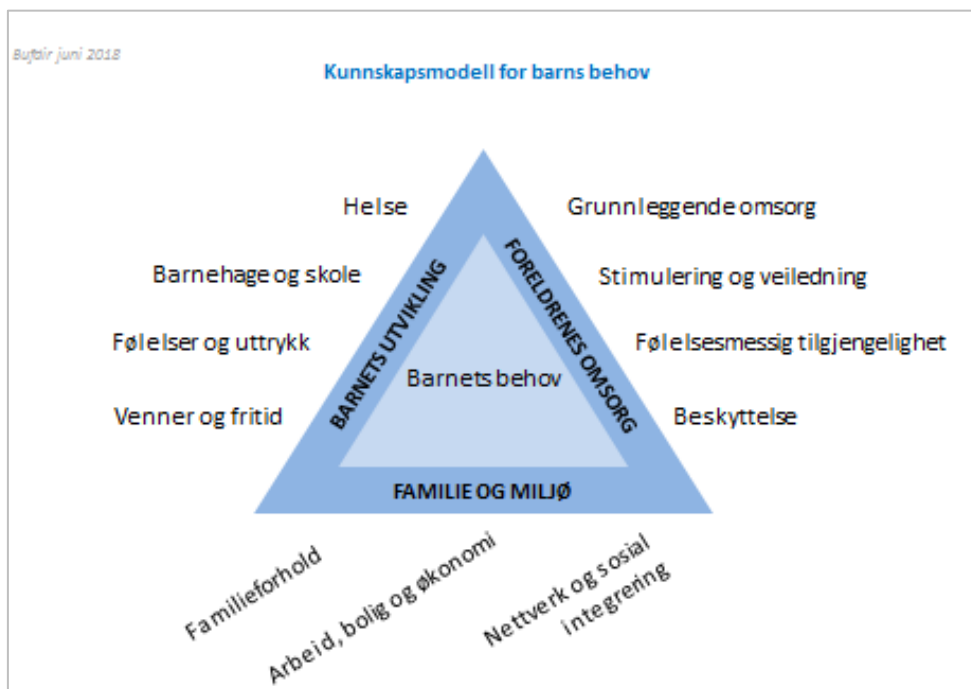 Bufdir juni 2018
Kunnskapsmodell for barns behov
Helse
Barnehage og skole
Følelser og uttrykk
Venner og fritid
BARNETS UTVIKLING
Barnets behov
FORELDRENES OMSORG
Grunnleggende omsorg
Stimulering og veiledning
Følelsesmessig tilgjengelighet
Beskyttelse
FAMILIE OG MILJØ
Familieforhold
Arbeid, bolig og økonomi
Nettverk og sosial
integrering